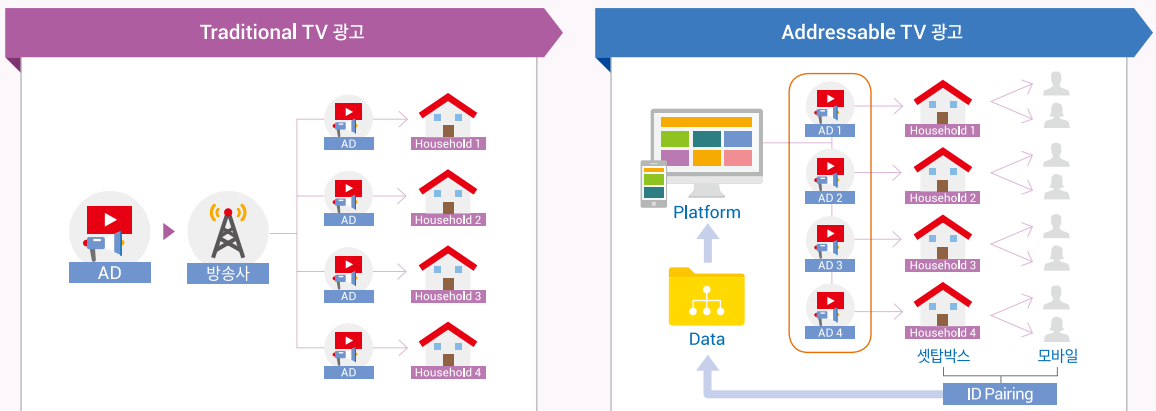 Traditional TV 광고
AD
방송사
AD
Household 1
AD
Household 2
AD
Household 3
AD
Household 4
Addressable TV 광고
Platform
Data
AD 1
Household 1
AD 2
Household 2
AD 3
Household 3
AD 4
Household 4
셋탑박스
모바일
ID Pairing